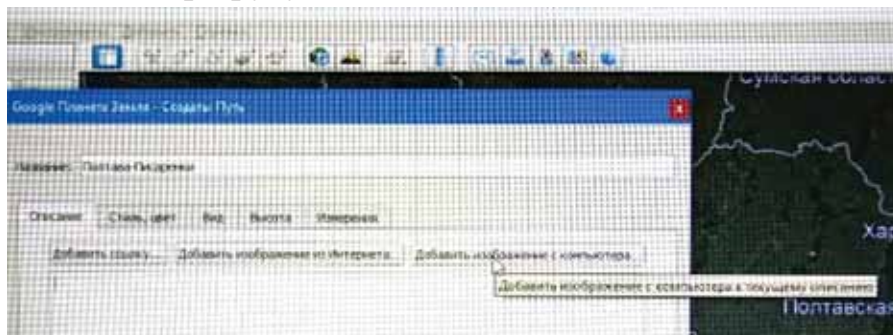 Сумская област
Google Планета Земля - Создать: Путь
Название: Полтава-Писаренки
Описание Стиль, цвет Вид Высота Измерения
Хар
Добавить ссылку... Добавить изображение из Интернета... Добавить изображение с компьютера...
Добавить изображение с компьютера к текущему описанию
Полтавская